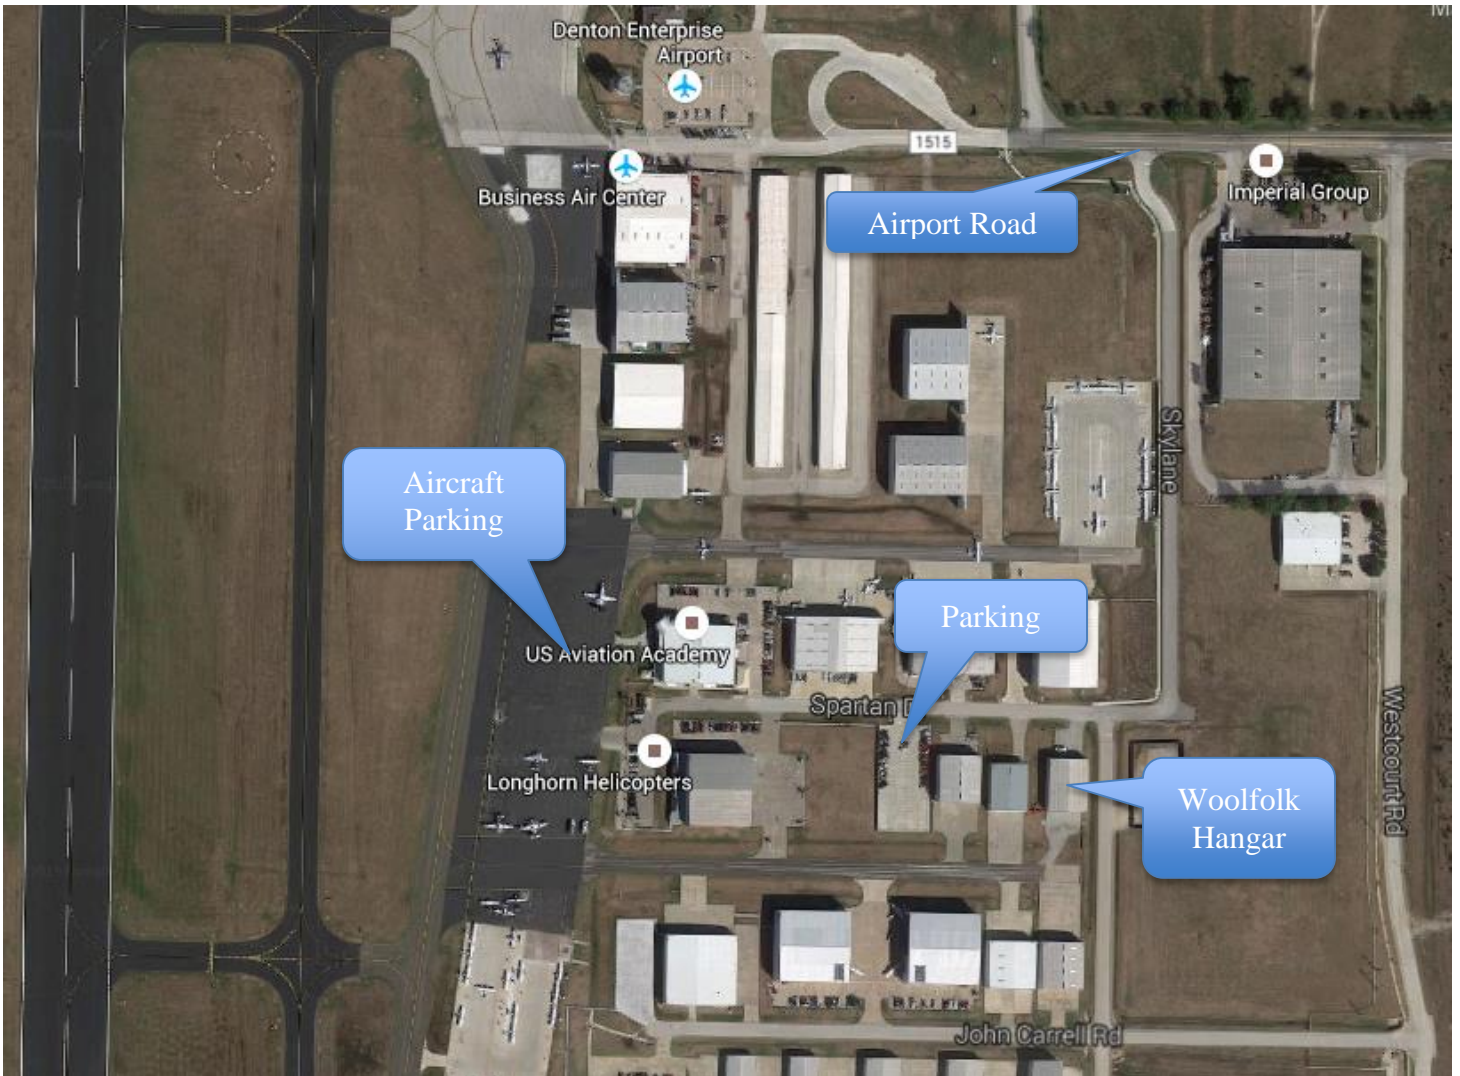 Denton Enterprise
Airport
1515
Business Air Center
Imperial Group
Airport Road
Skylane
Aircraft
Parking
Parking
US Aviation Academy
Spartan
Westcourt Rd
Longhorn Helicopters
Woolfolk
Hangar
John Carrell Rd